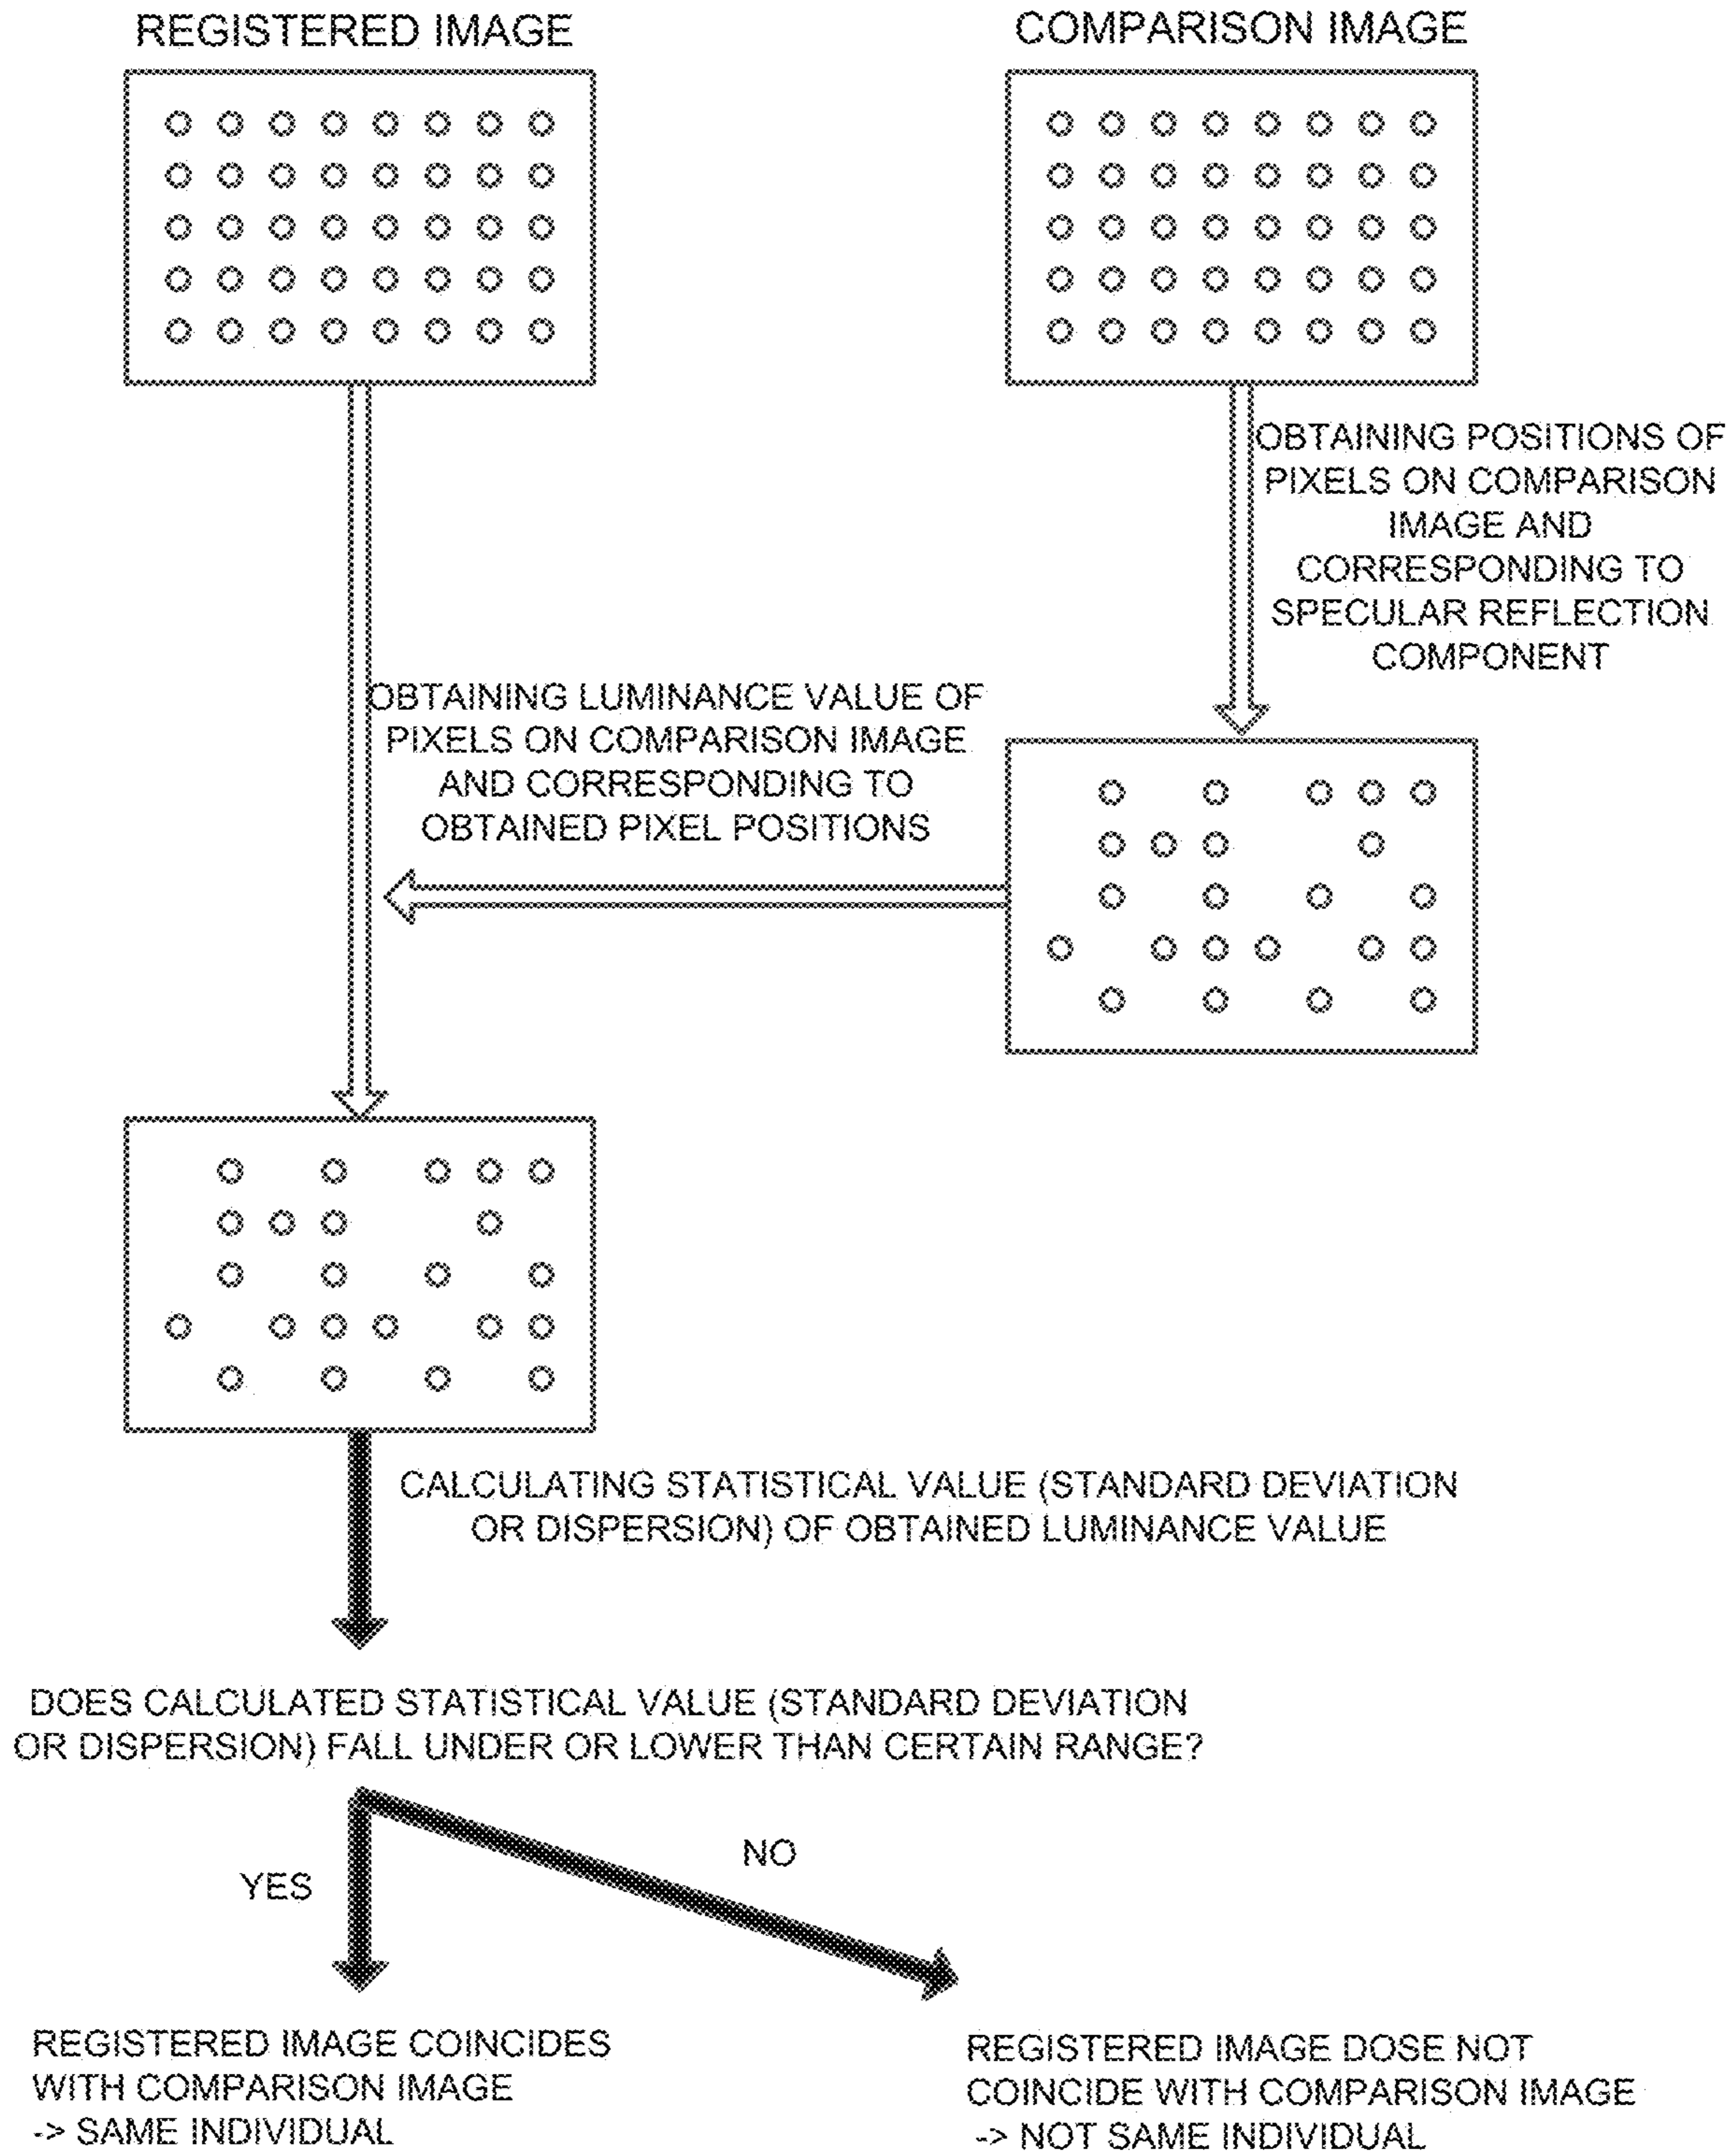 REGISTERED IMAGE
COMPARISON IMAGE
OBTAINING POSITIONS OF
PIXELS ON COMPARISON
IMAGE AND
CORRESPONDING TO
SPECULAR REFLECTION
COMPONENT
OBTAINING LUMINANCE VALUE OF
PIXELS ON COMPARISON IMAGE
AND CORRESPONDING TO
OBTAINED PIXEL POSITIONS
CALCULATING STATISTICAL VALUE (STANDARD DEVIATION
OR DISPERSION) OF OBTAINED LUMINANCE VALUE
DOES CALCULATED STATISTICAL VALUE (STANDARD DEVIATION
OR DISPERSION) FALL UNDER OR LOWER THAN CERTAIN RANGE?
NO
YES
REGISTERED IMAGE COINCIDES
WITH COMPARISON IMAGE
-> SAME INDIVIDUAL
REGISTERED IMAGE DOSE NOT
COINCIDE WITH COMPARISON IMAGE
-> NOT SAME INDIVIDUAL